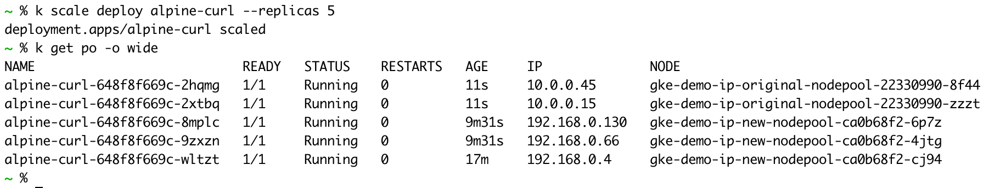 ~ % k scale deploy alpine-curl --replicas 5
deployment.apps/alpine-curl scaled
~ % k get po -o wide
NAME                           READY   STATUS    RESTARTS   AGE     IP              NODE
alpine-curl-648f8f669c-2hqmg   1/1     Running   0          11s     10.0.0.45       gke-demo-ip-original-nodepool-22330990-8f44
alpine-curl-648f8f669c-2xtbq   1/1     Running   0          11s     10.0.0.15       gke-demo-ip-original-nodepool-22330990-zzzt
alpine-curl-648f8f669c-8mplc   1/1     Running   0          9m31s   192.168.0.130   gke-demo-ip-new-nodepool-ca0b68f2-6p7z
alpine-curl-648f8f669c-9zxzn   1/1     Running   0          9m31s   192.168.0.66    gke-demo-ip-new-nodepool-ca0b68f2-4jtg
alpine-curl-648f8f669c-wltzt   1/1     Running   0          17m     192.168.0.4     gke-demo-ip-new-nodepool-ca0b68f2-cj94
~ %